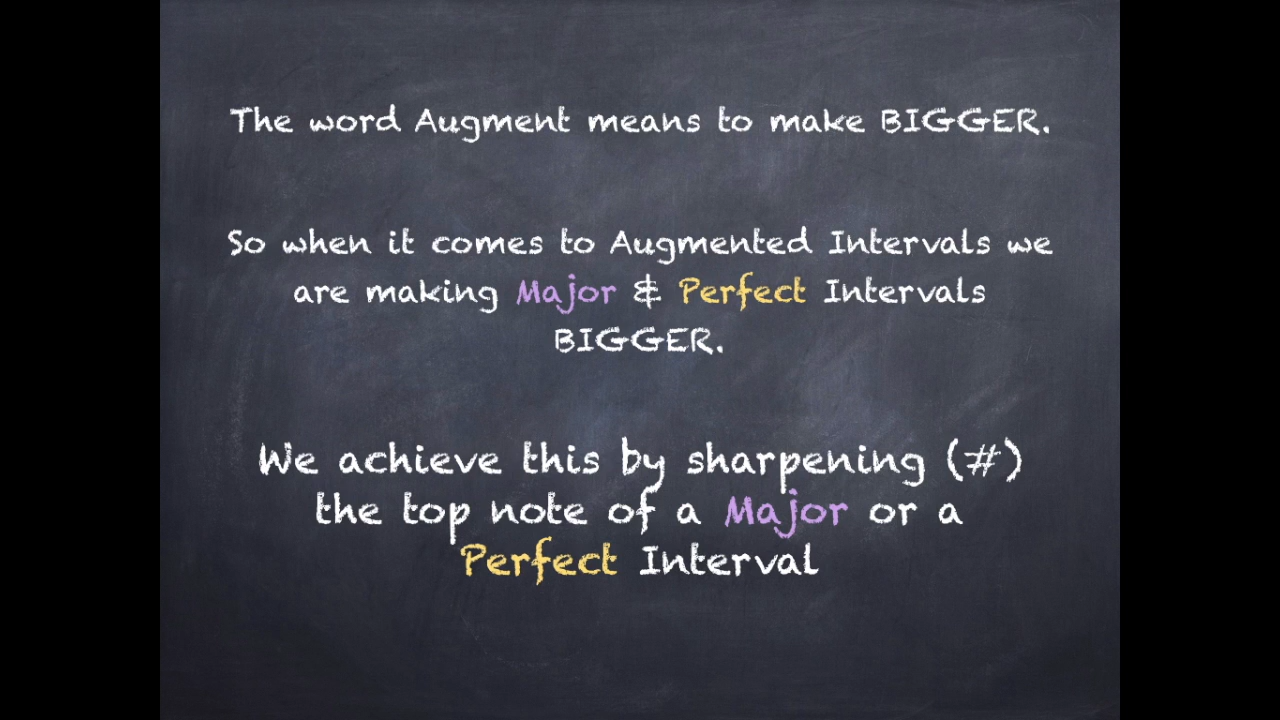 The word Augment means to make BIGGER.
So when it comes to Augmented Intervals we
are making Major & Perfect Intervals
BIGGER.
We achieve this by sharpening (#)
the top note of a Major or a
Perfect Interval